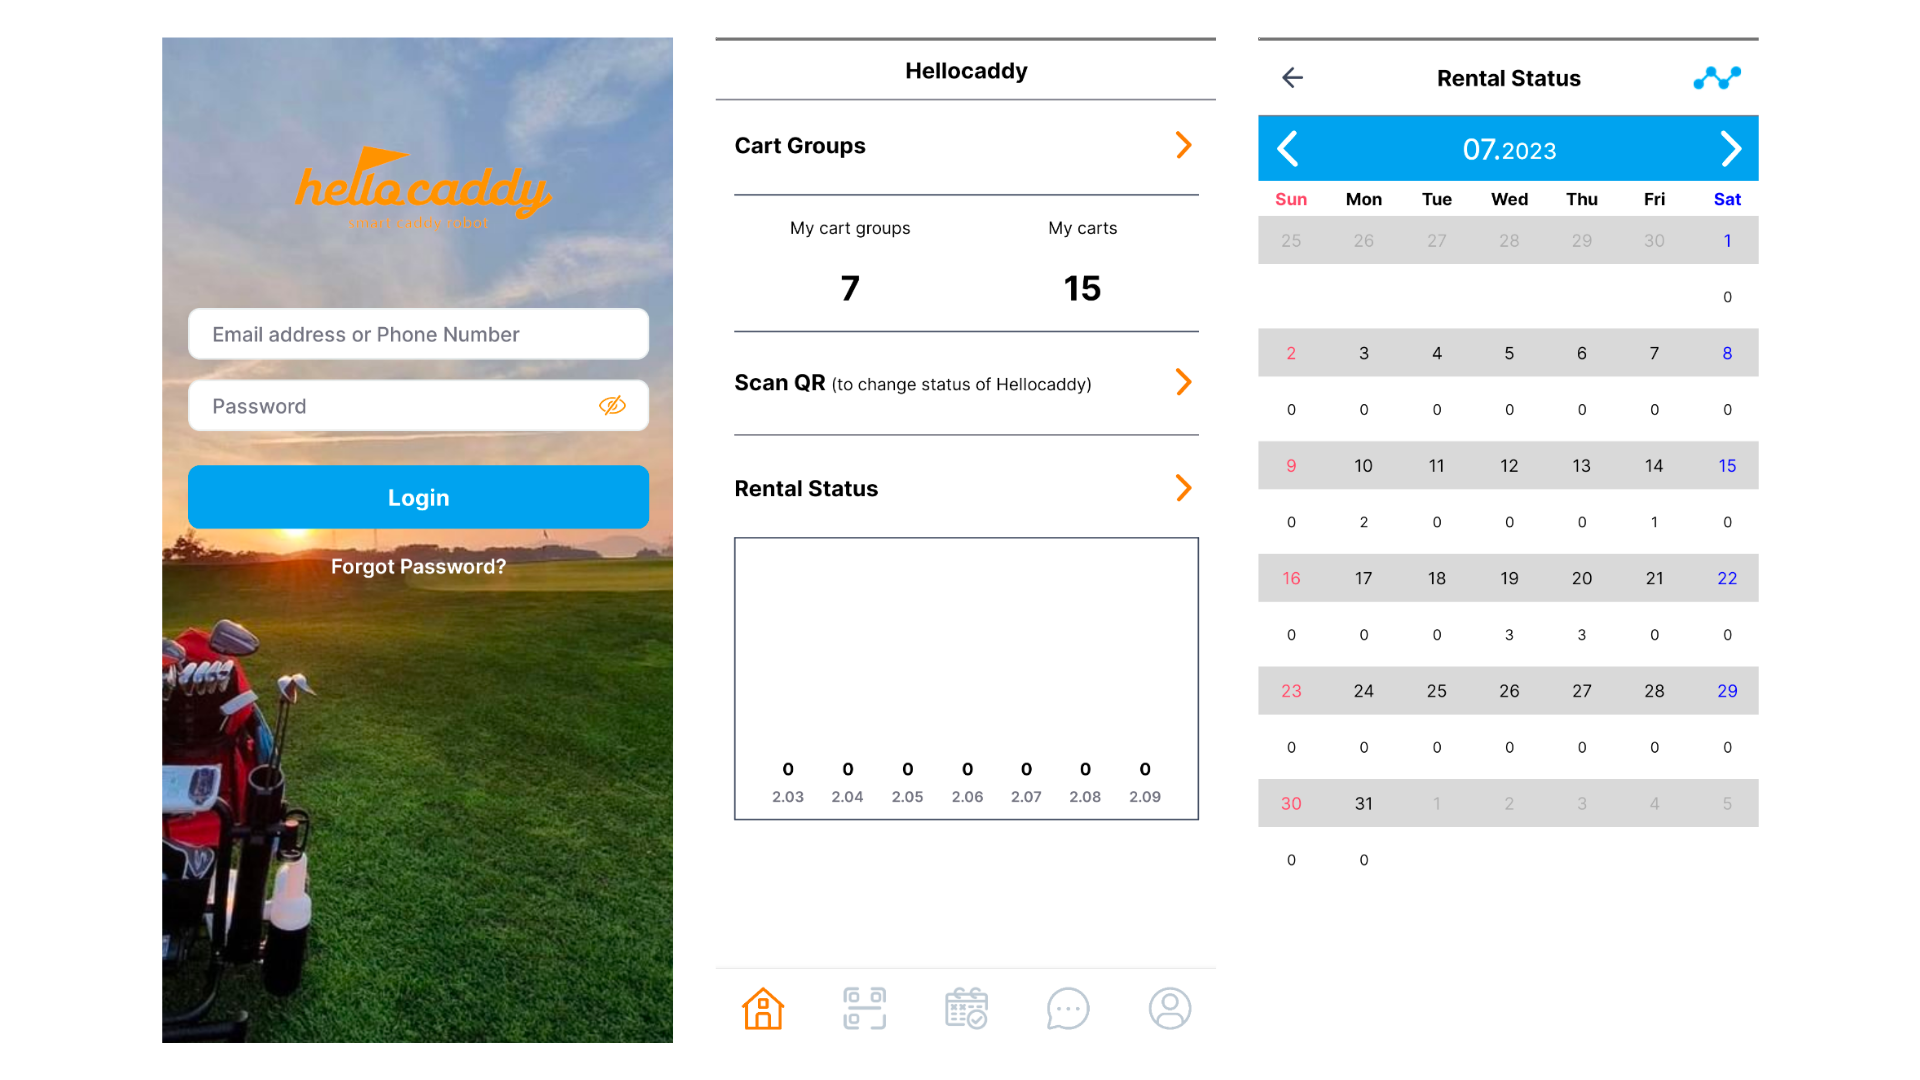 hellocaddy
smart caddy robot
Email address or Phone Number
Password
Login
Forgot Password?
Hellocaddy
Cart Groups
My cart groups My carts
7 15
Scan QR (to change status of Hellocaddy)
Rental Status
0 0 0 0 0 0 0
2.03 2.04 2.05 2.06 2.07 2.08 2.09
Rental Status
07.2023
Sun Mon Tue Wed Thu Fri Sat
25 26 27 28 29 30 1
0
2 3 4 5 6 7 8
0 0 0 0 0 0 0
9 10 11 12 13 14 15
0 2 0 0 0 1 0
16 17 18 19 20 21 22
0 0 0 3 3 0 0
23 24 25 26 27 28 29
0 0 0 0 0 0 0
30 31 1 2 3 4 5
0 0